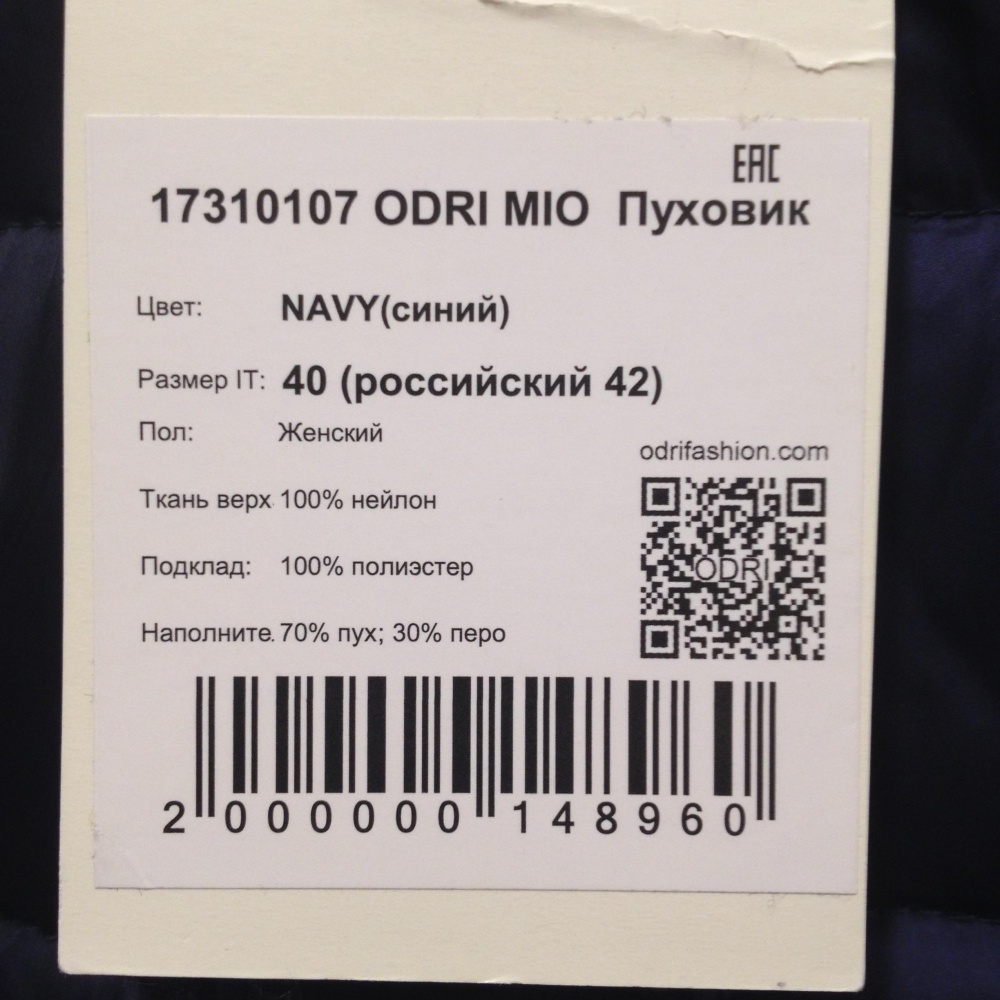 EAC
17310107 ODRI MIO Пуховик
Цвет: NAVY(синий)
Размер IT: 40 (российский 42)
Пол: Женский
odrifashion.com
Ткань верх 100% нейлон
ODRI
Подклад: 100% полиэстер
Наполните. 70% пух; 30% перо
2 000000 148960